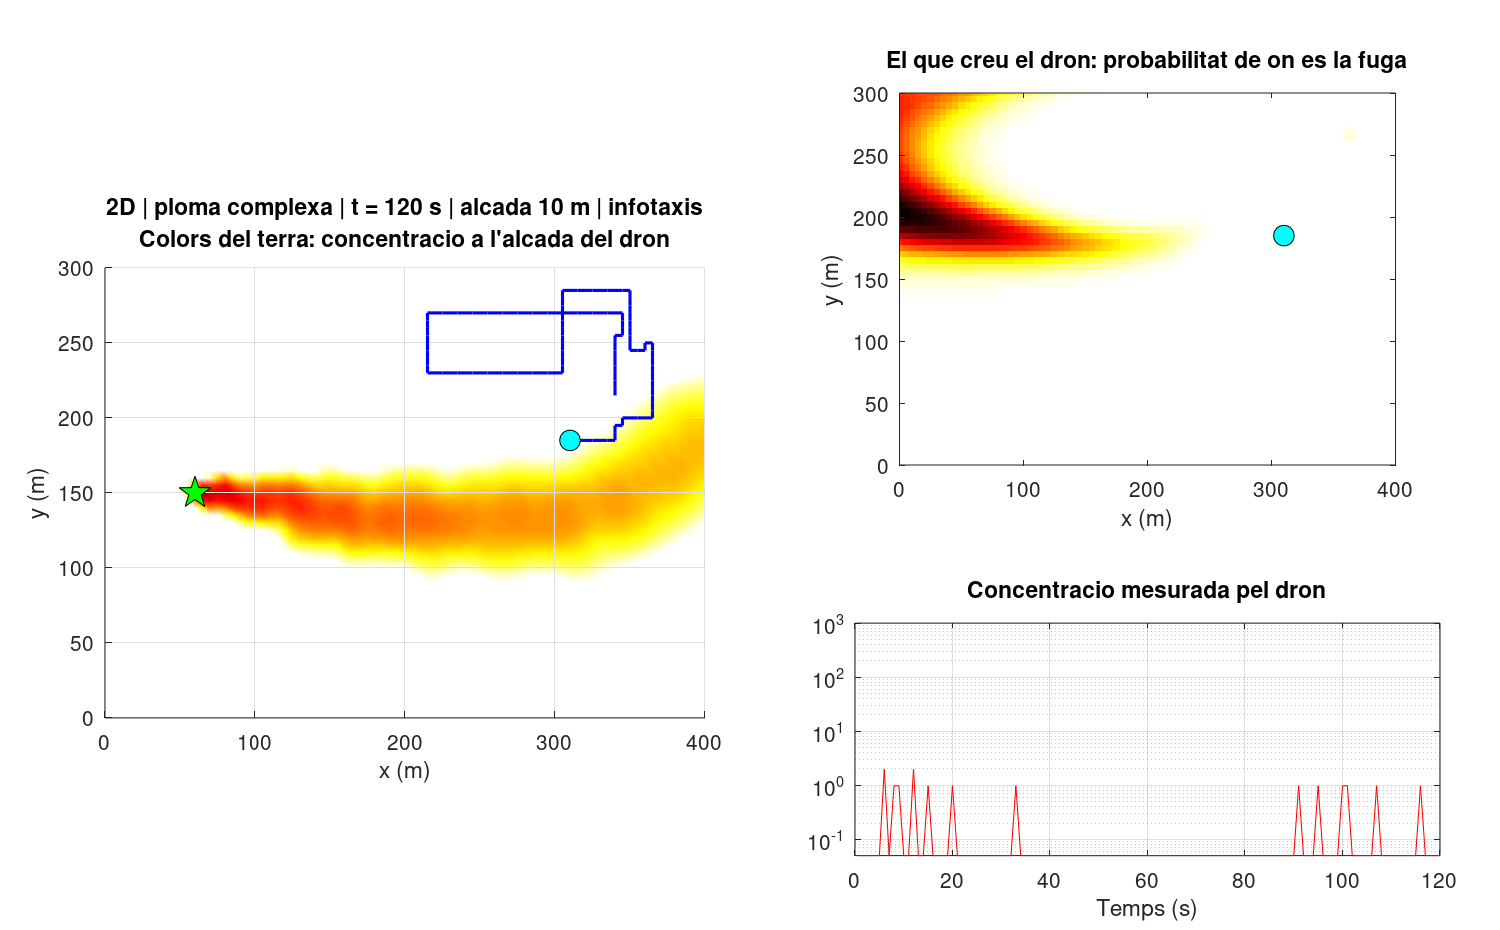 2D | ploma complexa | t = 120 s | alcada 10 m | infotaxis
Colors del terra: concentracio a l'alcada del dron
300
250
200
150
100
50
0
y (m)
0 100 200 300 400
x (m)
El que creu el dron: probabilitat de on es la fuga
300
250
200
150
100
50
0
y (m)
0 100 200 300 400
x (m)
Concentracio mesurada pel dron
10^3
10^2
10^1
10^0
10^-1
0 20 40 60 80 100 120
Temps (s)